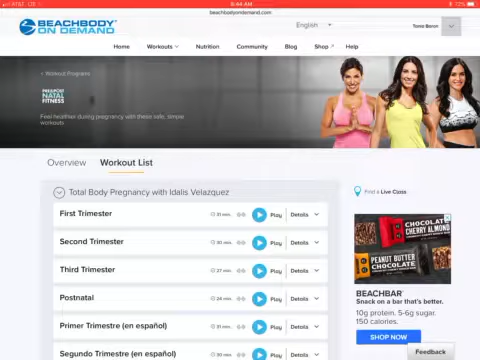 AT&T LTE
9:44 AM
12%
beachbodyondemand.com
BEACHBODY
ON DEMAND
English
Home Workouts Nutrition Community Blog Shop Help
< Workout Programs
PRE&POST
NATAL
FITNESS
Feel healthier during pregnancy with these safe, simple
workouts
Overview Workout List
Total Body Pregnancy with Idalis Velazquez
First Trimester 31 min. Play Details
Second Trimester 30 min. Play Details
Third Trimester 27 min. Play Details
Postnatal 24 min. Play Details
Primer Trimestre (en español) 31 min. Play Details
Segundo Trimestre (en español) 30 min. Play Details
Find a Live Class
CHOCOLATE
CHERRY ALMOND
PEANUT BUTTER
CHOCOLATE
BEACHBAR
Snack on a bar that's better.
10g protein. 5-6g sugar.
150 calories.
SHOP NOW
Feedback